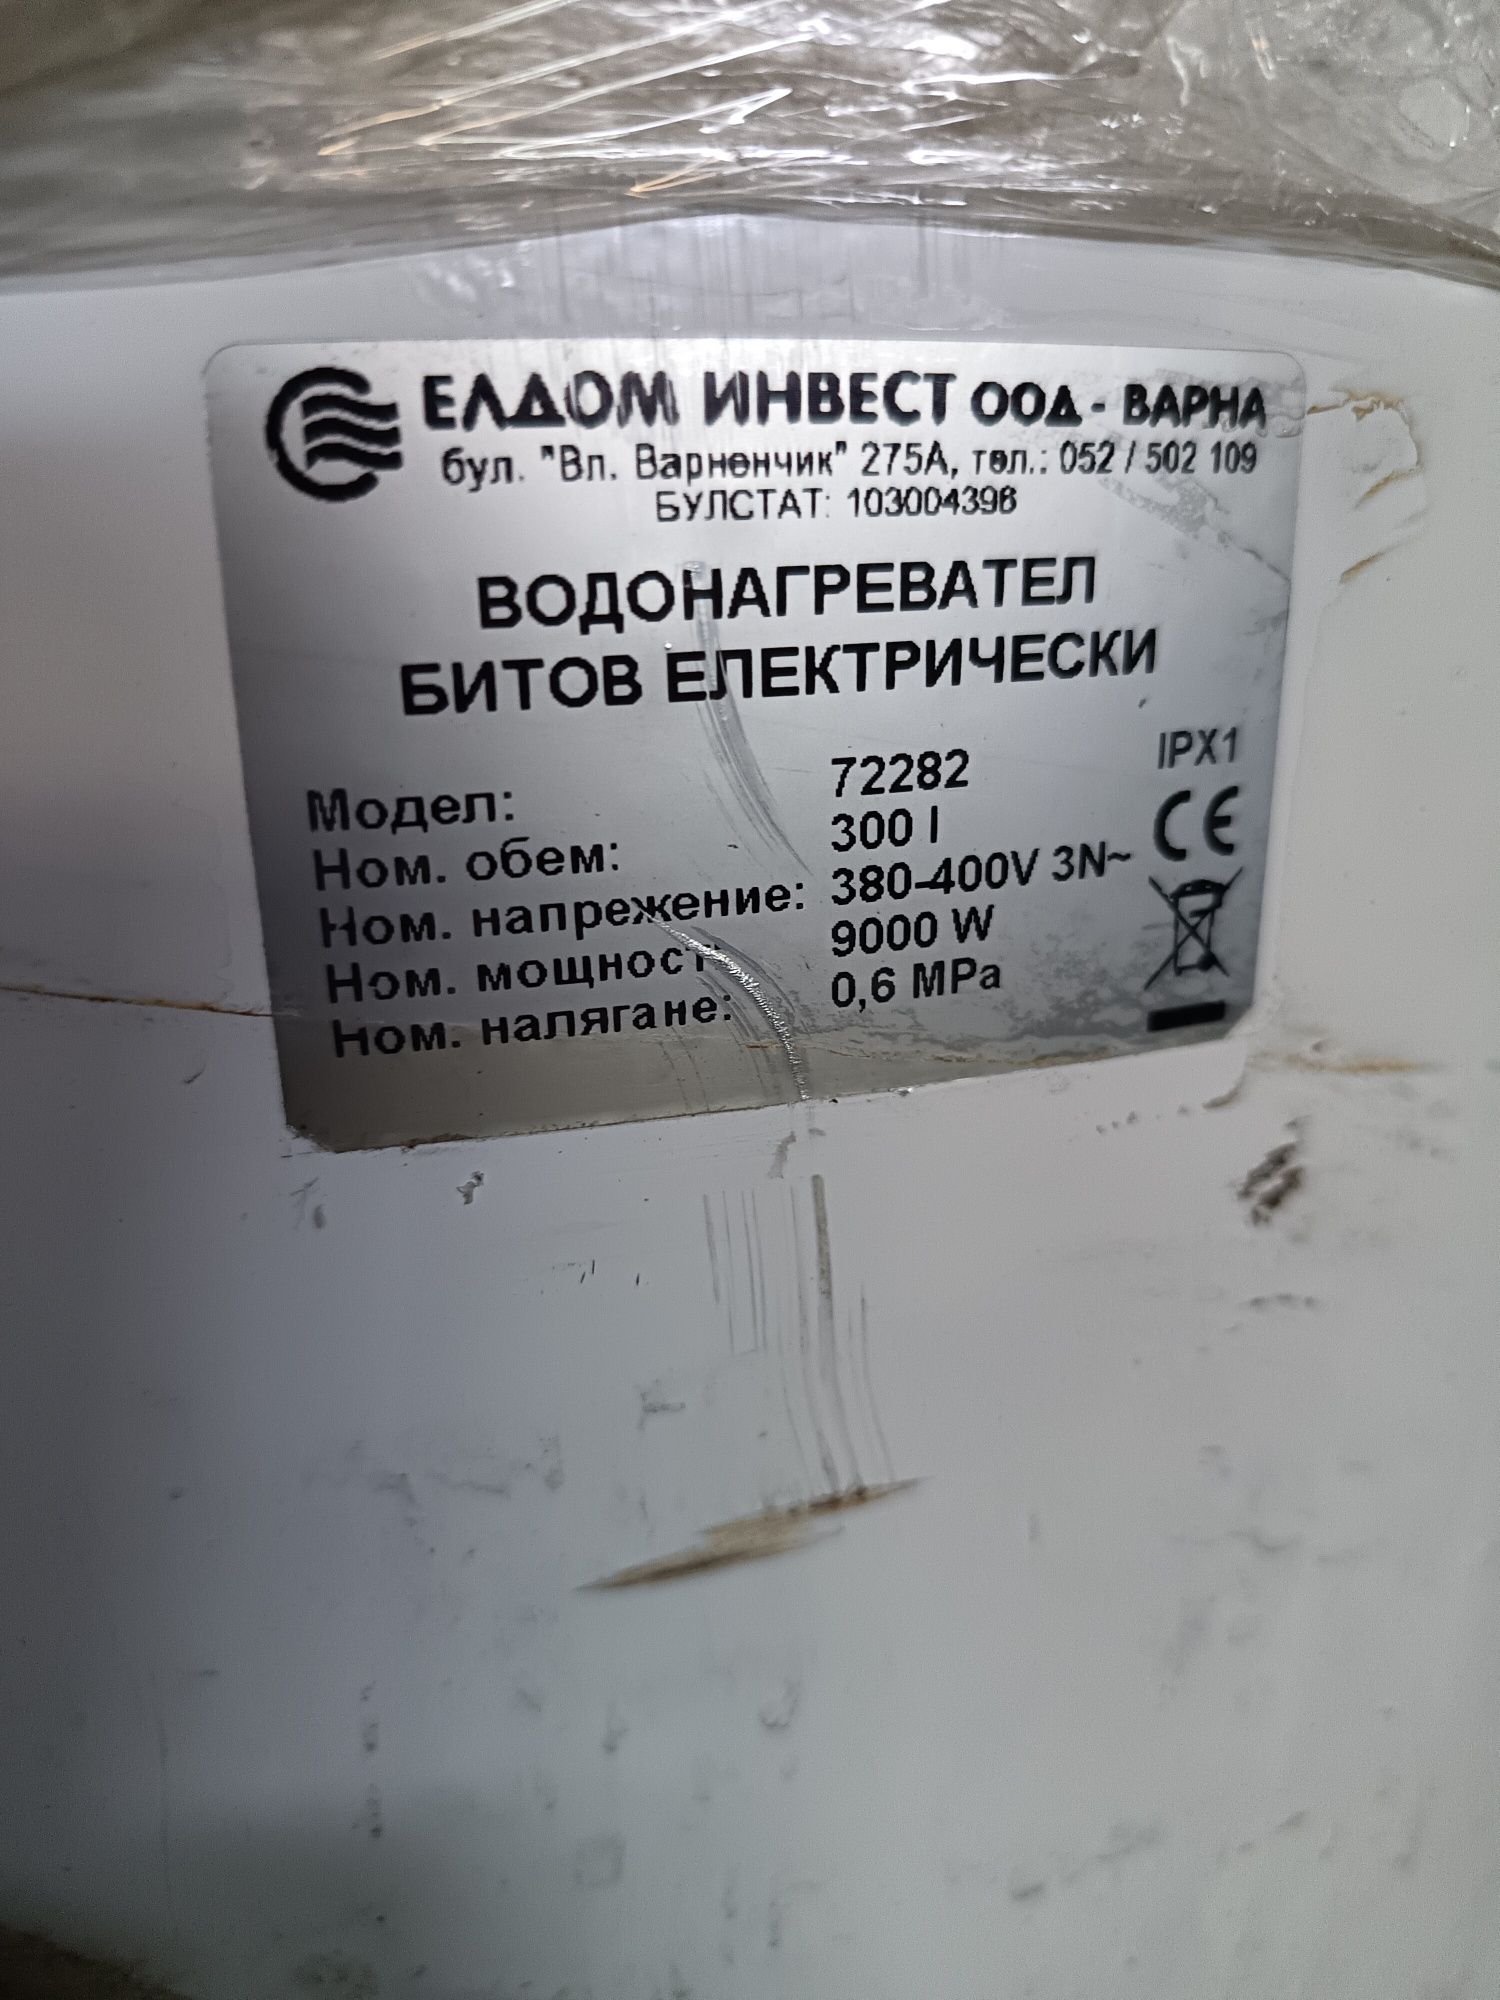 ЕЛДОМ ИНВЕСТ ООД - ВАРНА
бул. "Вл. Варненчик" 275А, тел.: 052 / 502 109
БУЛСТАТ: 103004398
ВОДОНАГРЕВАТЕЛ
БИТОВ ЕЛЕКТРИЧЕСКИ
IPX1
Модел: 72282
Ном. обем: 300 l
Ном. напрежение: 380-400V 3N~
Ном. мощност: 9000 W
Ном. налягане: 0,6 MPa
CE